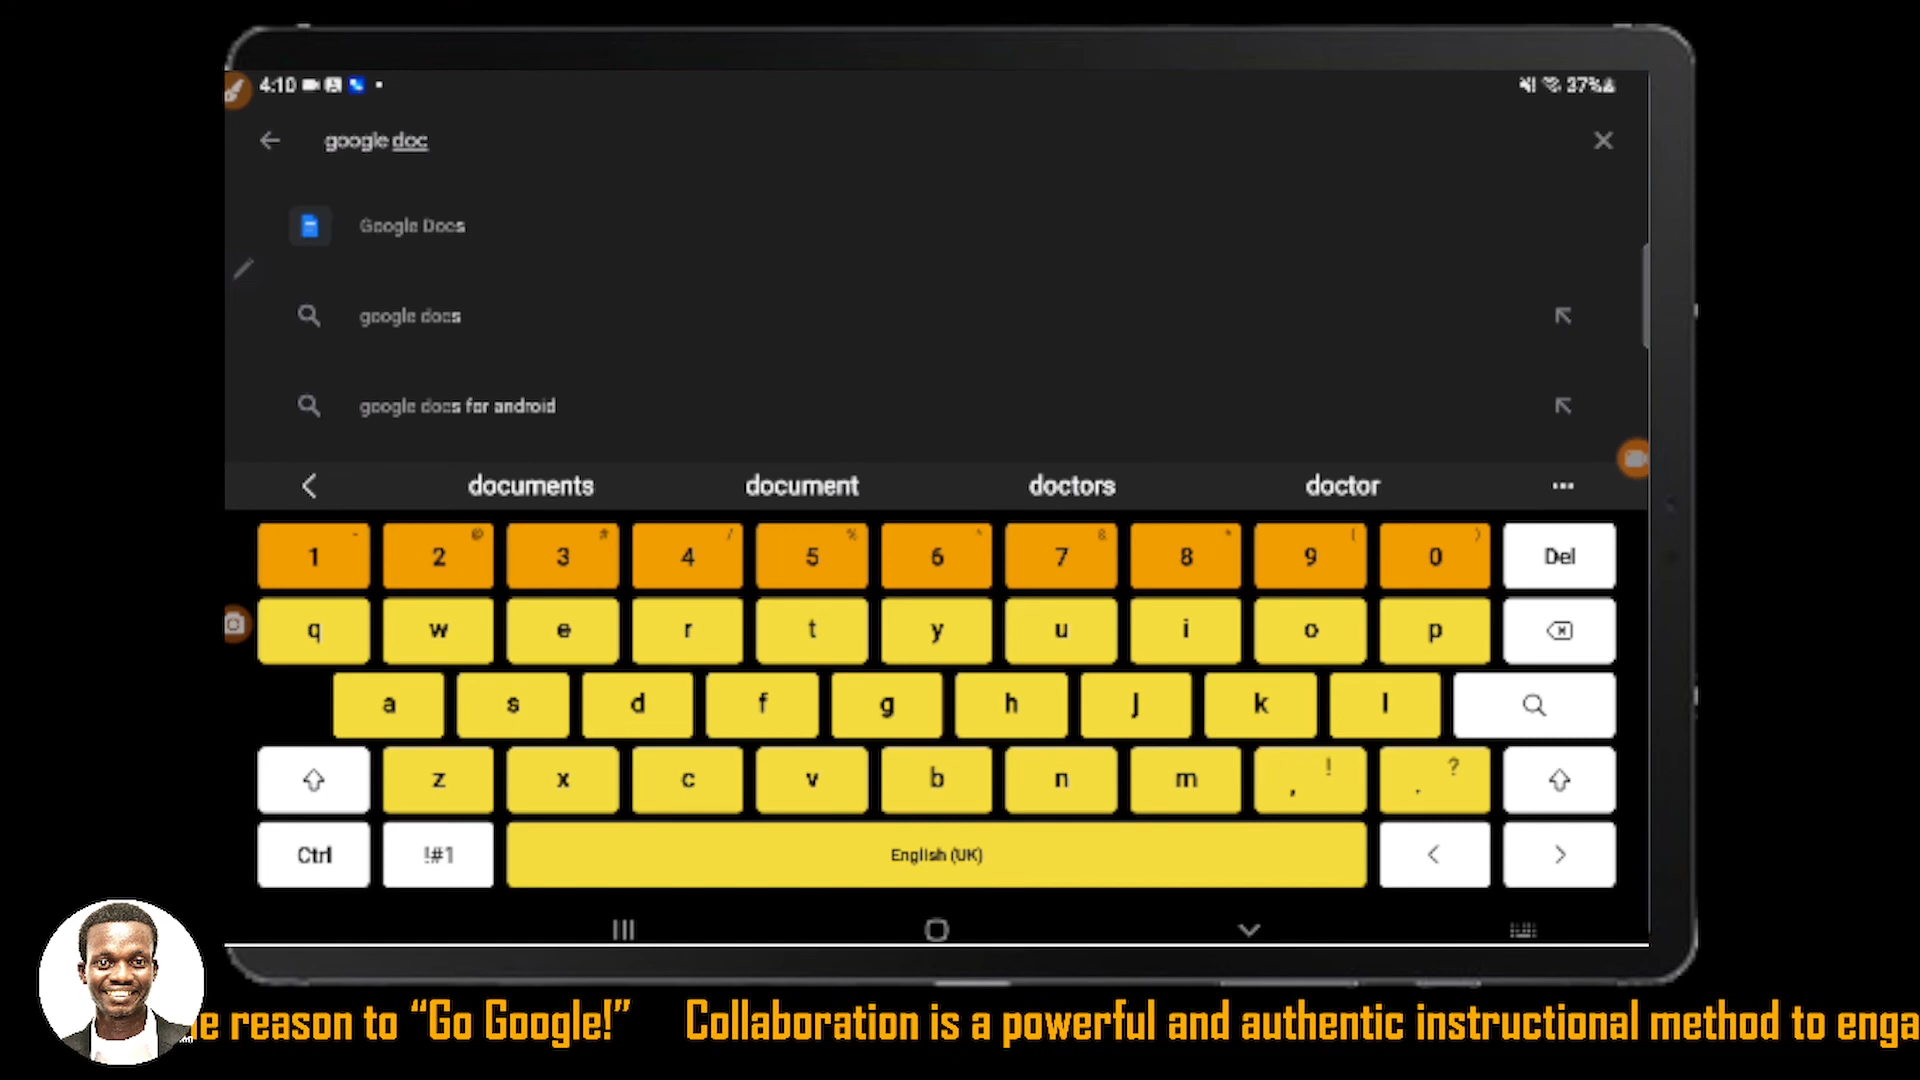 4:10
37%
google doc
Google Docs
google docs
google docs for android
documents document doctors doctor
1 - 2 @ 3 # 4 / 5 % 6 ^ 7 & 8 * 9 ( 0 ) Del
q w e r t y u i o p
a s d f g h j k l
z x c v b n m , ! . ?
Ctrl !#1 English (UK) < >
reason to “Go Google!” Collaboration is a powerful and authentic instructional method to enga